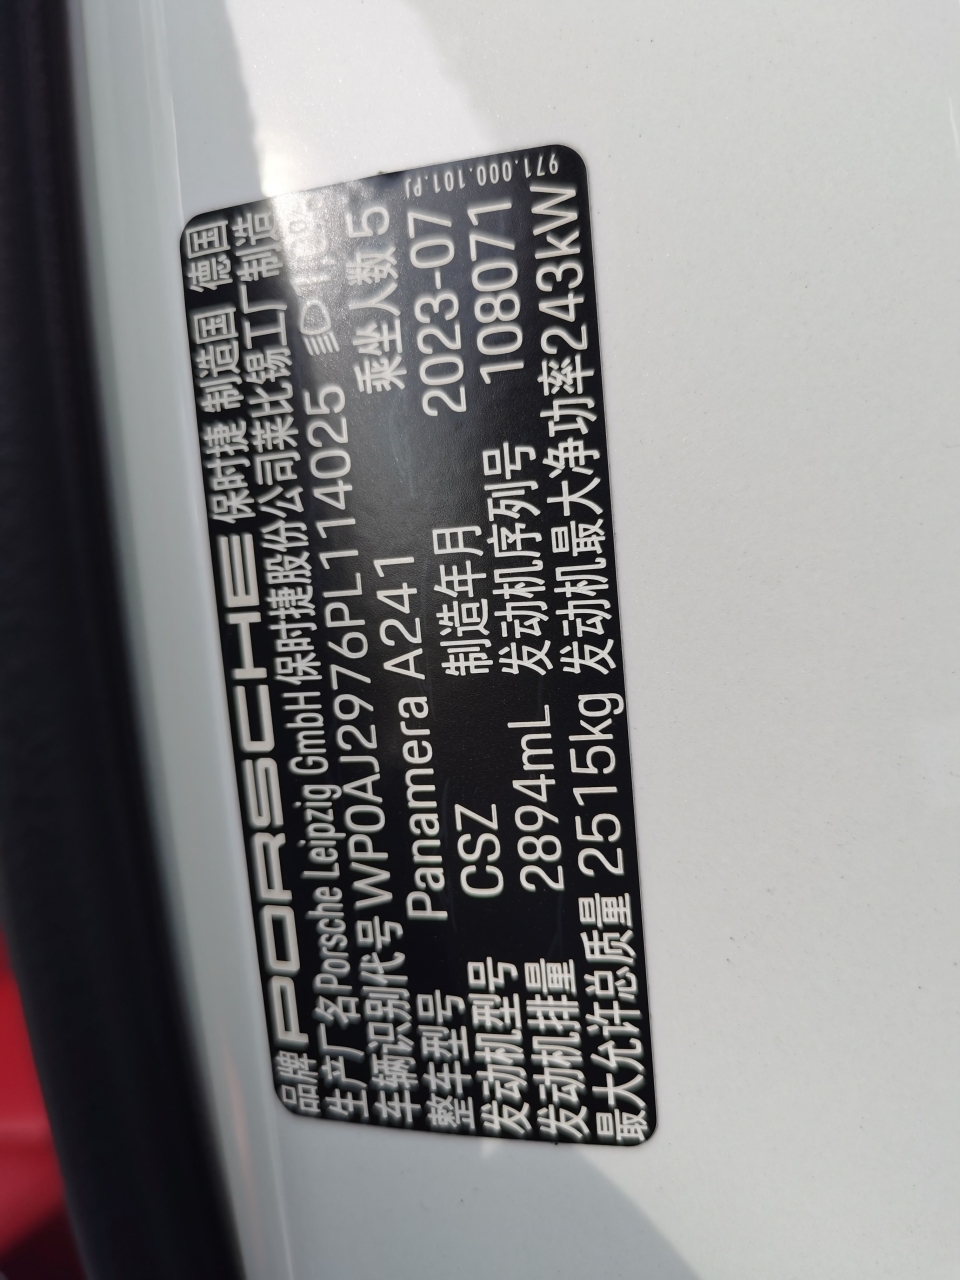 品牌 PORSCHE 保时捷 制造国 德国
生产厂名 Porsche Leipzig GmbH 保时捷股份公司莱比锡工厂制造
车辆识别代号 WP0AJ2976PL114025
整车型号 Panamera A241 乘坐人数 5
发动机型号 CSZ 制造年月 2023-07
发动机排量 2894mL 发动机序列号 108071
最大允许总质量 2515kg 发动机最大净功率 243kW
971.000.101.PJ